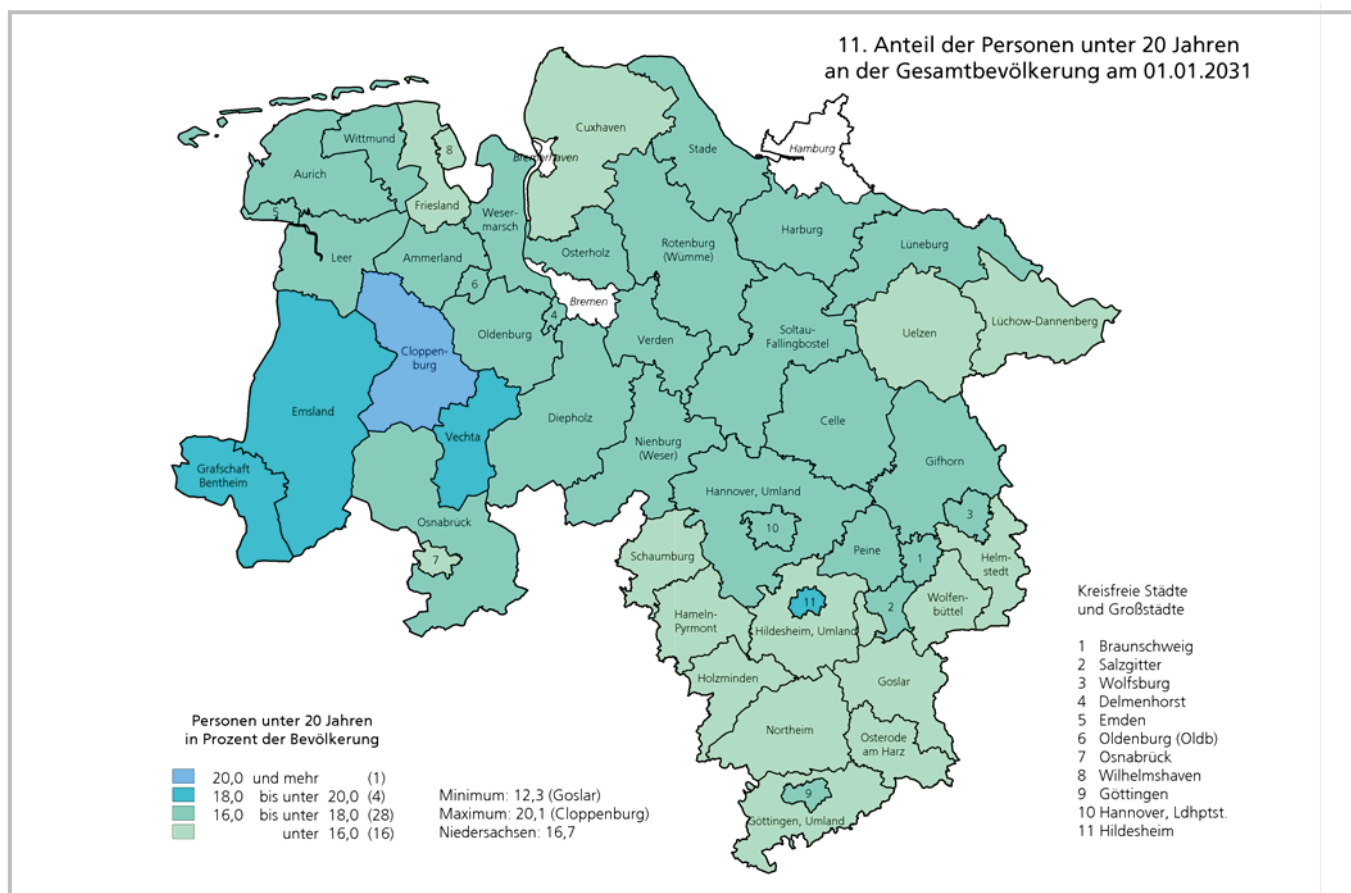 11. Anteil der Personen unter 20 Jahren
an der Gesamtbevölkerung am 01.01.2031
Cuxhaven
Wittmund
8
Stade
Hamburg
Bremerhaven
Aurich
Friesland
5
Weser-
marsch
Harburg
Lüneburg
Rotenburg
(Wümme)
Osterholz
Leer
Ammerland
6
Bremen
4
Lüchow-Dannenberg
Uelzen
Oldenburg
Verden
Soltau-
Fallingbostel
Cloppen-
burg
Emsland
Diepholz
Celle
Vechta
Nienburg
(Weser)
Gifhorn
Grafschaft
Bentheim
Hannover, Umland
Osnabrück
10
3
Peine
7
Schaumburg
1
Helm-
stedt
11
2
Wolfen-
büttel
Hameln-
Pyrmont
Hildesheim, Umland
Holzminden
Goslar
Northeim
Osterode
am Harz
9
Göttingen, Umland
Kreisfreie Städte
und Großstädte
1 Braunschweig
2 Salzgitter
3 Wolfsburg
4 Delmenhorst
5 Emden
6 Oldenburg (Oldb)
7 Osnabrück
8 Wilhelmshaven
9 Göttingen
10 Hannover, Ldhptst.
11 Hildesheim
Personen unter 20 Jahren
in Prozent der Bevölkerung
20,0 und mehr (1)
18,0 bis unter 20,0 (4)
16,0 bis unter 18,0 (28)
unter 16,0 (16)
Minimum: 12,3 (Goslar)
Maximum: 20,1 (Cloppenburg)
Niedersachsen: 16,7